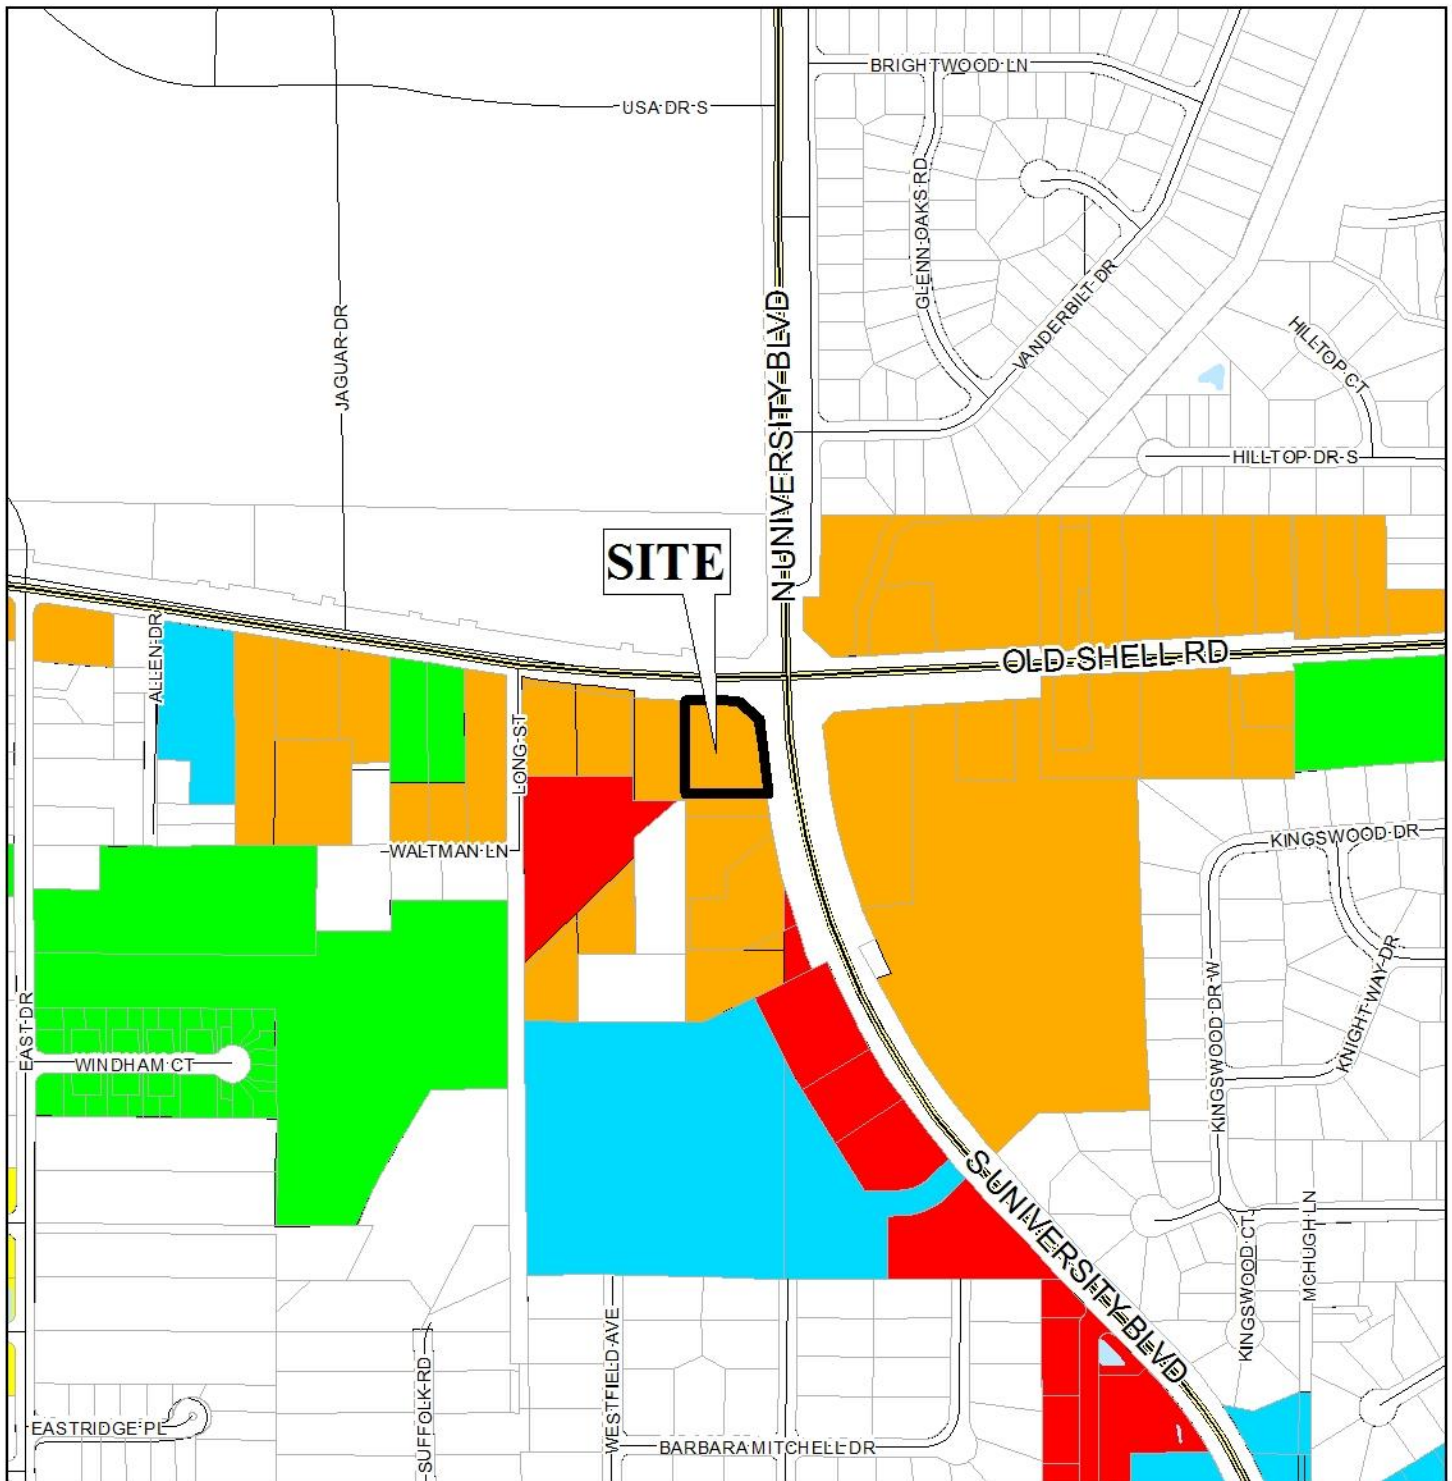 BRIGHTWOOD LN
USA DR S
GLENN OAKS RD
VANDERBILT DR
JAGUAR DR
N UNIVERSITY BLVD
HILLTOP CT
HILLTOP DR S
SITE
ALLEN DR
OLD SHELL RD
LONG ST
WALTMAN LN
KINGSWOOD DR
KINGSWOOD DR W
KNIGHT WAY DR
EAST DR
WINDHAM CT
S UNIVERSITY BLVD
KINGSWOOD CT
MCHUGH LN
SUFFOLK RD
WESTFIELD AVE
EASTRIDGE PL
BARBARA MITCHELL DR